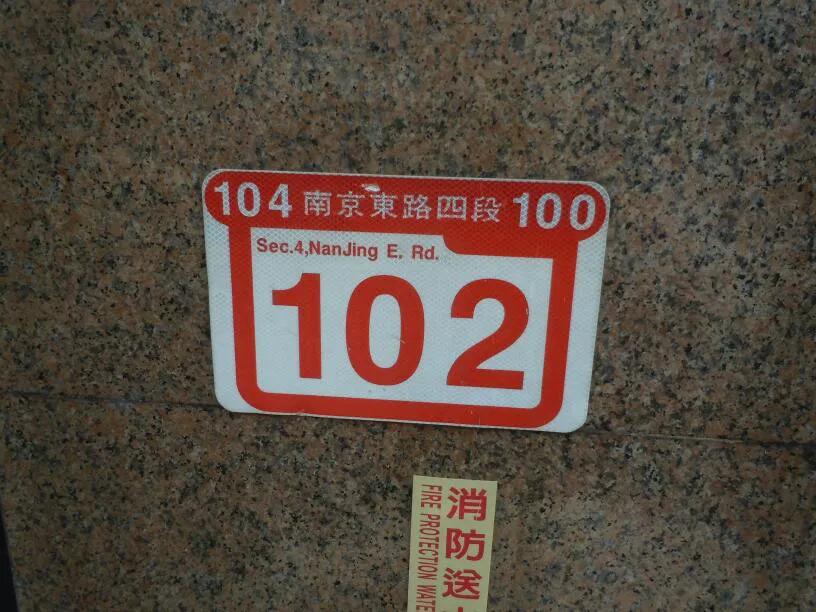 104 南京東路四段 100
Sec.4,NanJing E. Rd.
102
消防送
FIRE PROTECTION WATE